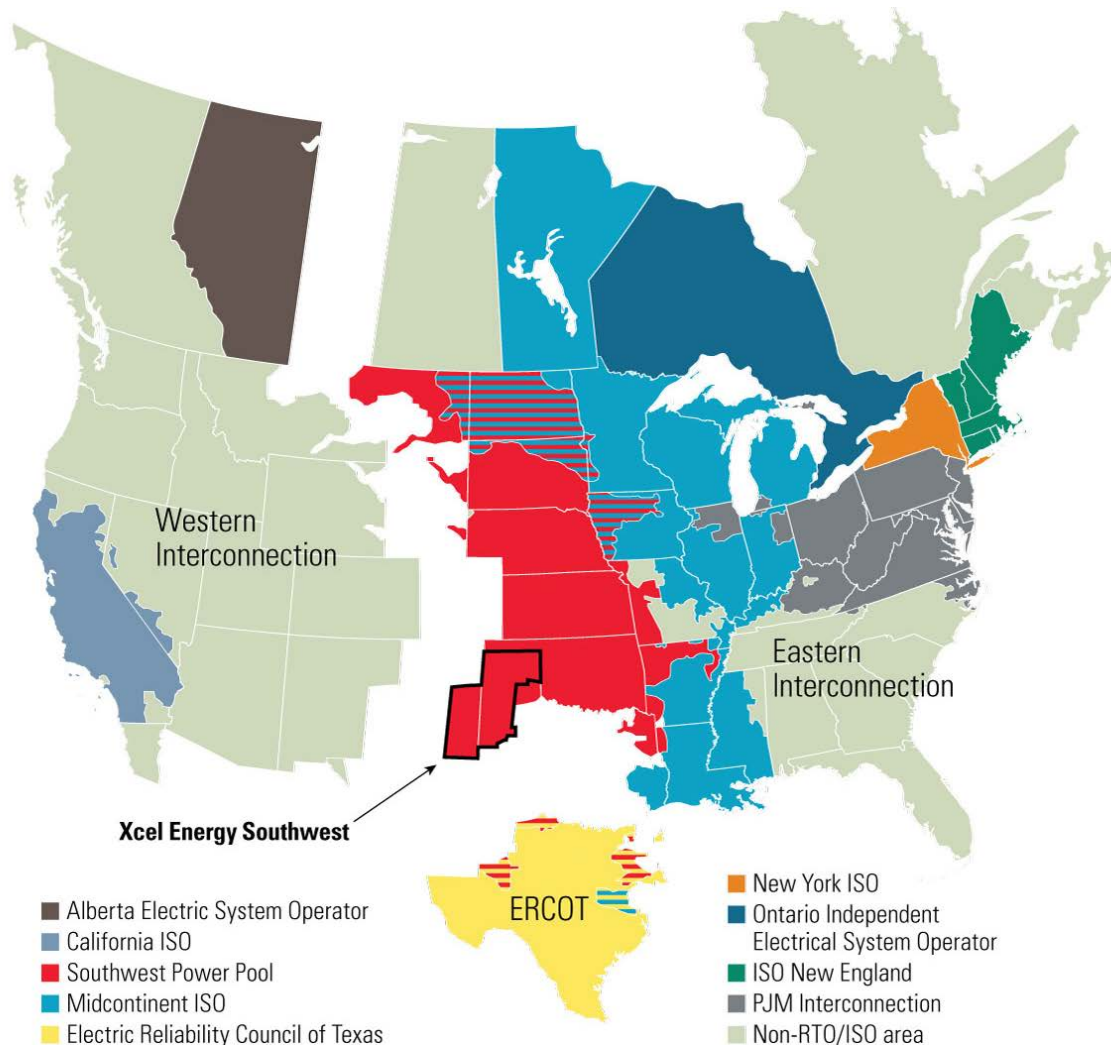 Western
Interconnection
Eastern
Interconnection
Xcel Energy Southwest
ERCOT
Alberta Electric System Operator
California ISO
Southwest Power Pool
Midcontinent ISO
Electric Reliability Council of Texas
New York ISO
Ontario Independent
Electrical System Operator
ISO New England
PJM Interconnection
Non-RTO/ISO area